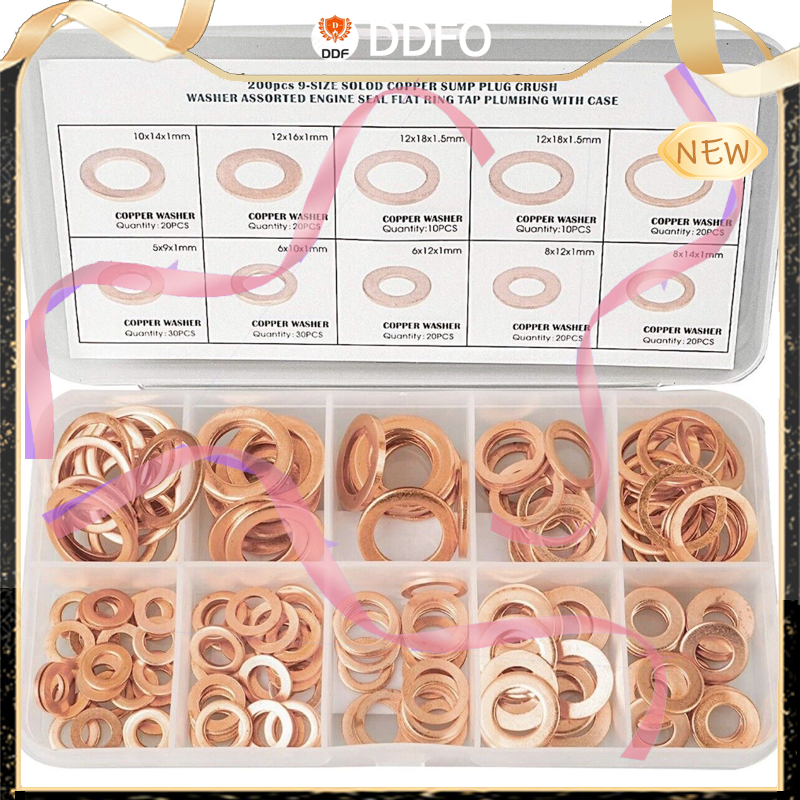 DDF
DDFO
200pcs 9-SIZE SOLOD COPPER SUMP PLUG CRUSH
WASHER ASSORTED ENGINE SEAL FLAT RING TAP PLUMBING WITH CASE
NEW
10x14x1mm
12x16x1mm
12x18x1.5mm
12x18x1.5mm
COPPER WASHER
Quantity: 20PCS
COPPER WASHER
Quantity: 20PCS
COPPER WASHER
Quantity:10PCS
COPPER WASHER
Quantity:10PCS
COPPER WASHER
Quantity: 20PCS
5x9x1mm
6x10x1mm
6x12x1mm
8x12x1mm
8x14x1mm
COPPER WASHER
Quantity: 30PCS
COPPER WASHER
Quantity: 30PCS
COPPER WASHER
Quantity: 20PCS
COPPER WASHER
Quantity: 20PCS
COPPER WASHER
Quantity: 20PCS